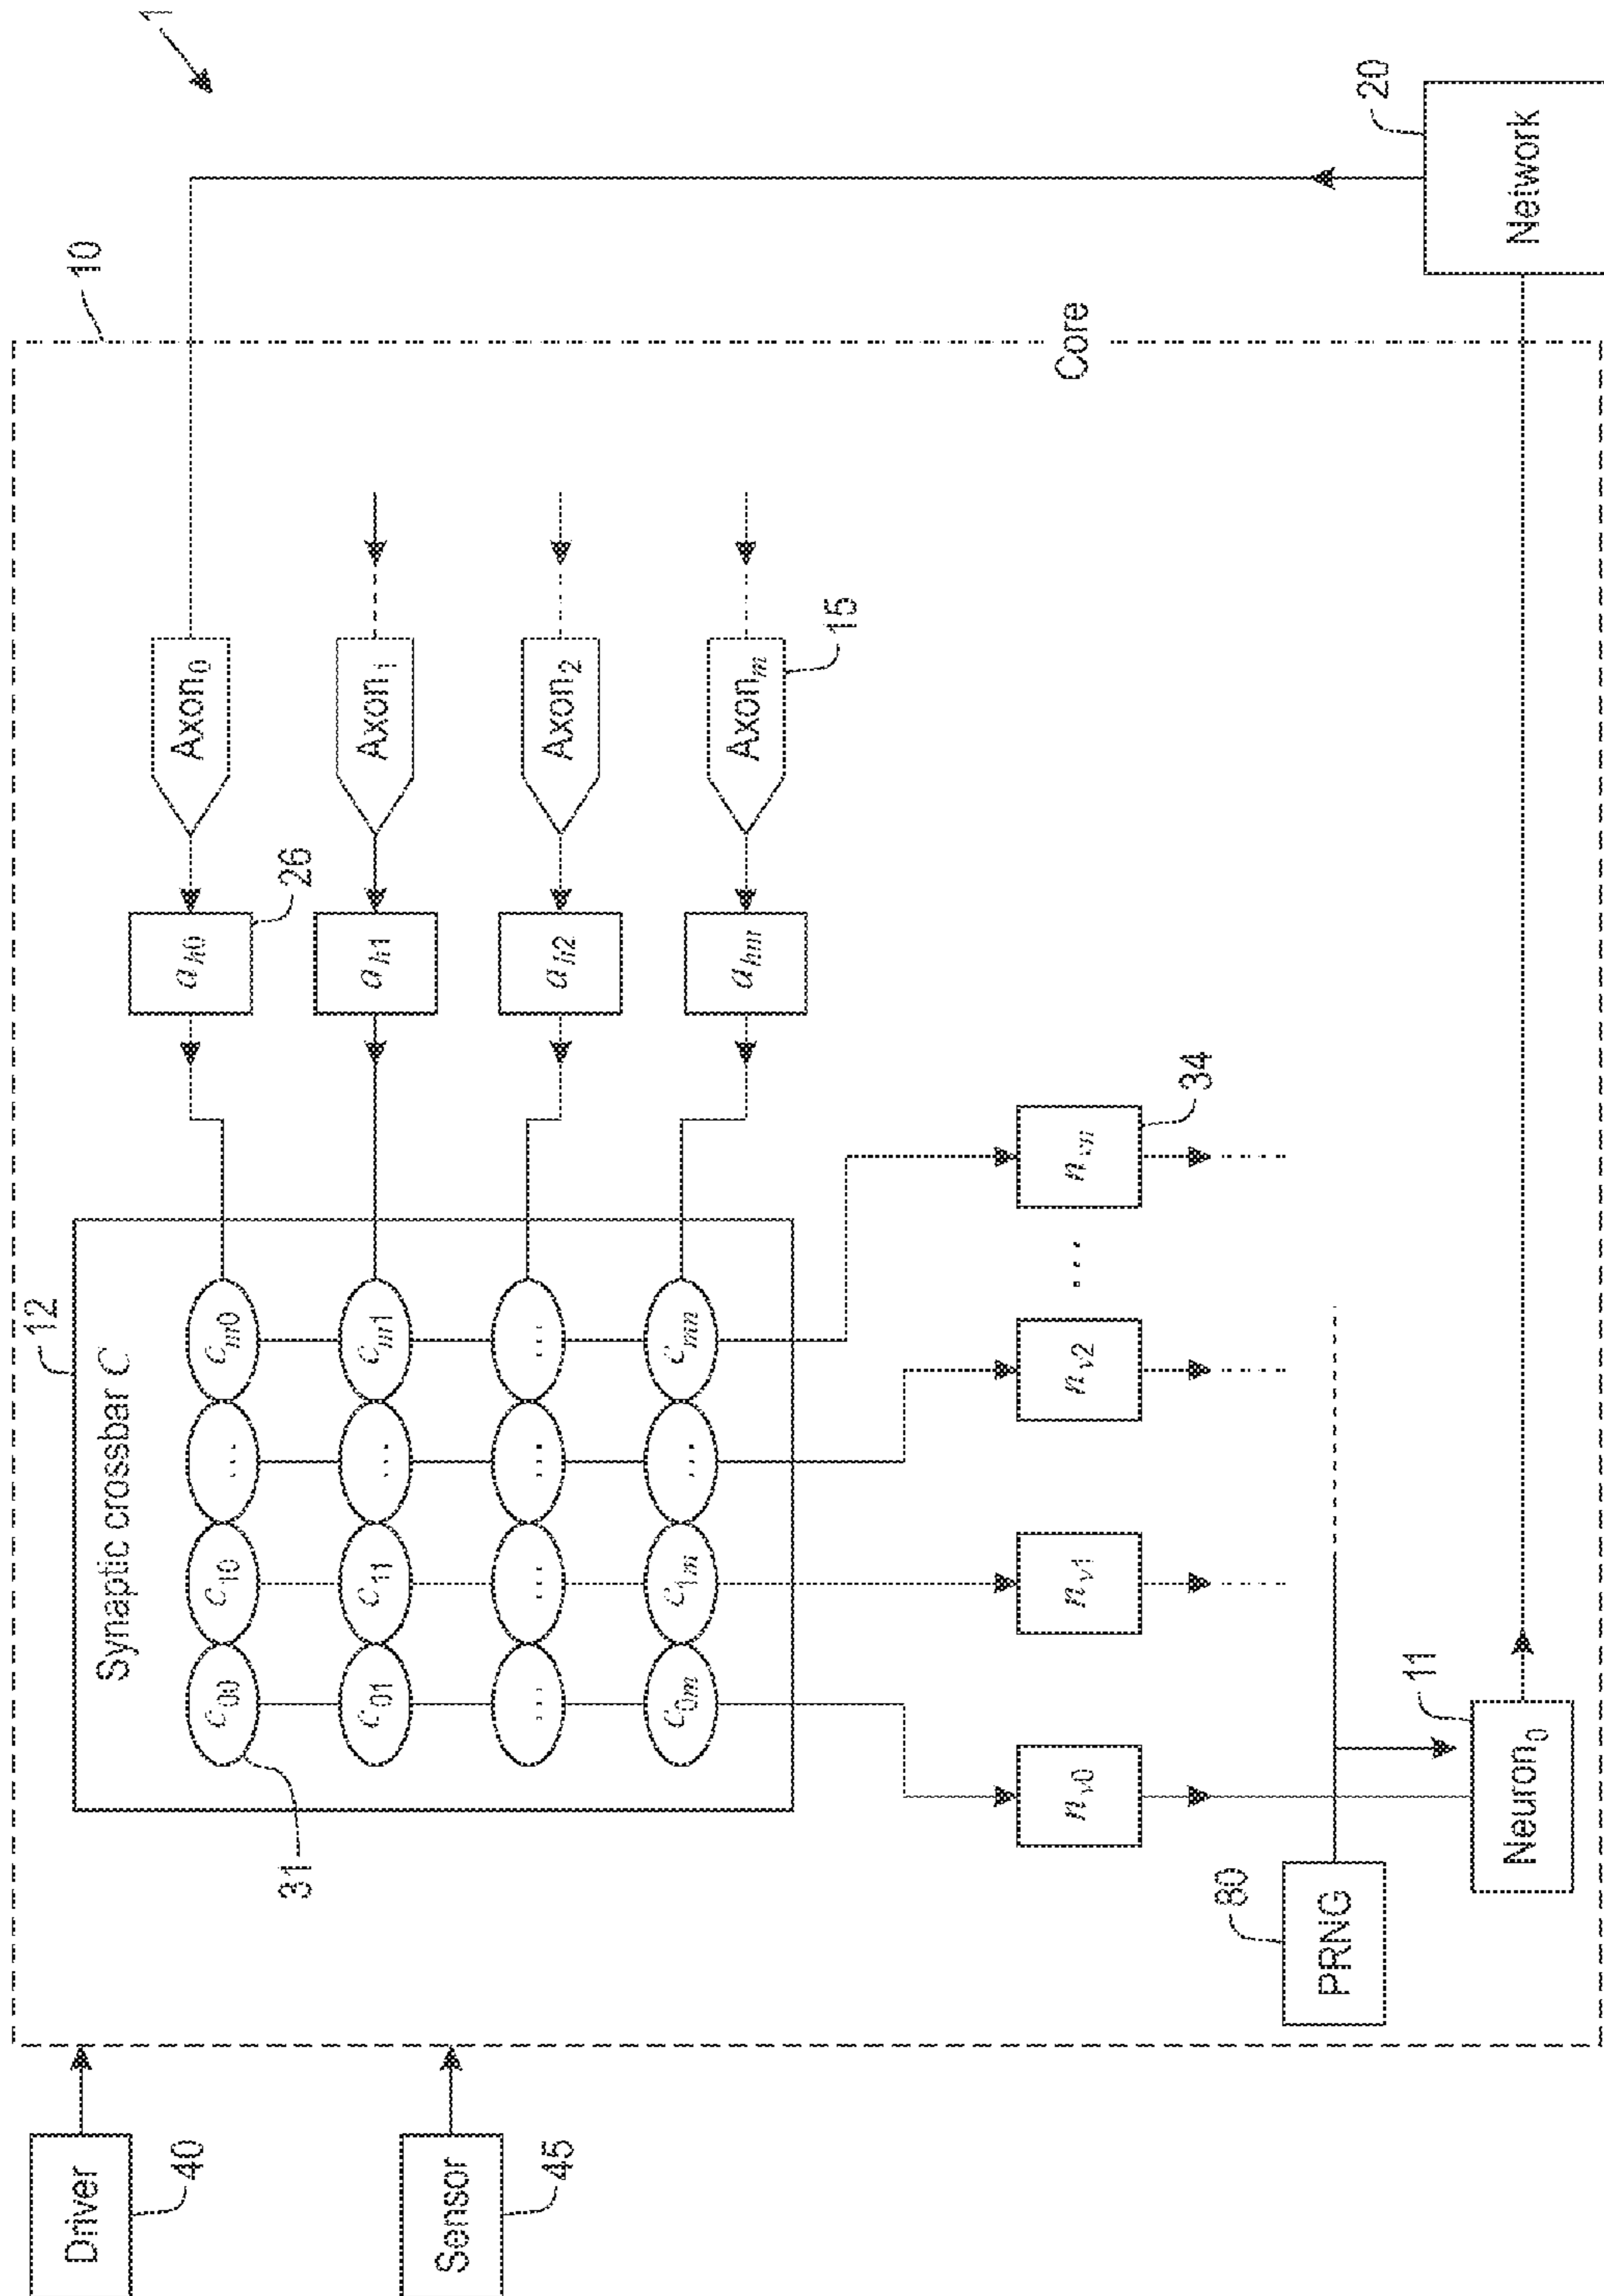 12
10
1
Driver
Synaptic crossbar C
40
c00 c10 ... cm0
ah0
Axon0
31
26
c01 c11 ... cm1
ah1
Axon1
Sensor
45
... ... ... ...
ah2
Axon2
c0m c1m ... cmn
ahm
Axonm
15
nv0
nv1
nv2
...
nvn
34
Core
80
PRNG
20
11
Neuron0
Network